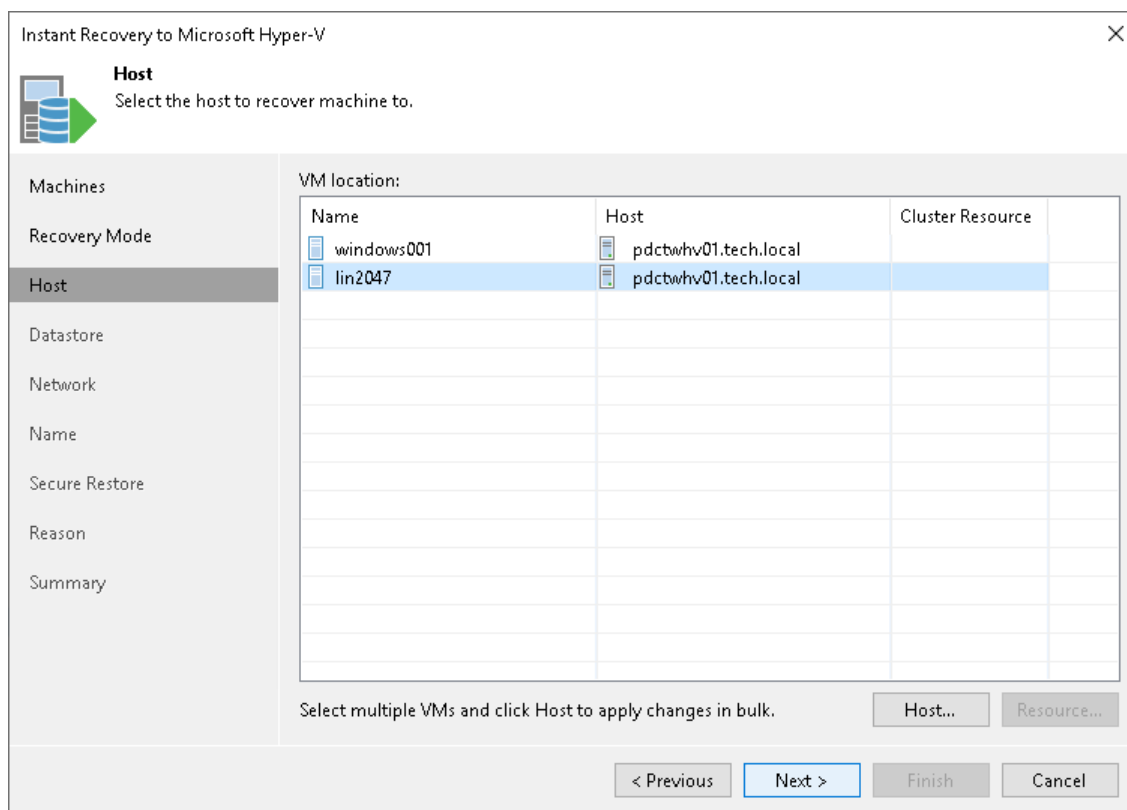 Instant Recovery to Microsoft Hyper-V
Host
Select the host to recover machine to.
Machines
Recovery Mode
Host
Datastore
Network
Name
Secure Restore
Reason
Summary
VM location:
Name Host Cluster Resource
windows001 pdctwhv01.tech.local
lin2047 pdctwhv01.tech.local
Select multiple VMs and click Host to apply changes in bulk. Host... Resource...
< Previous Next > Finish Cancel